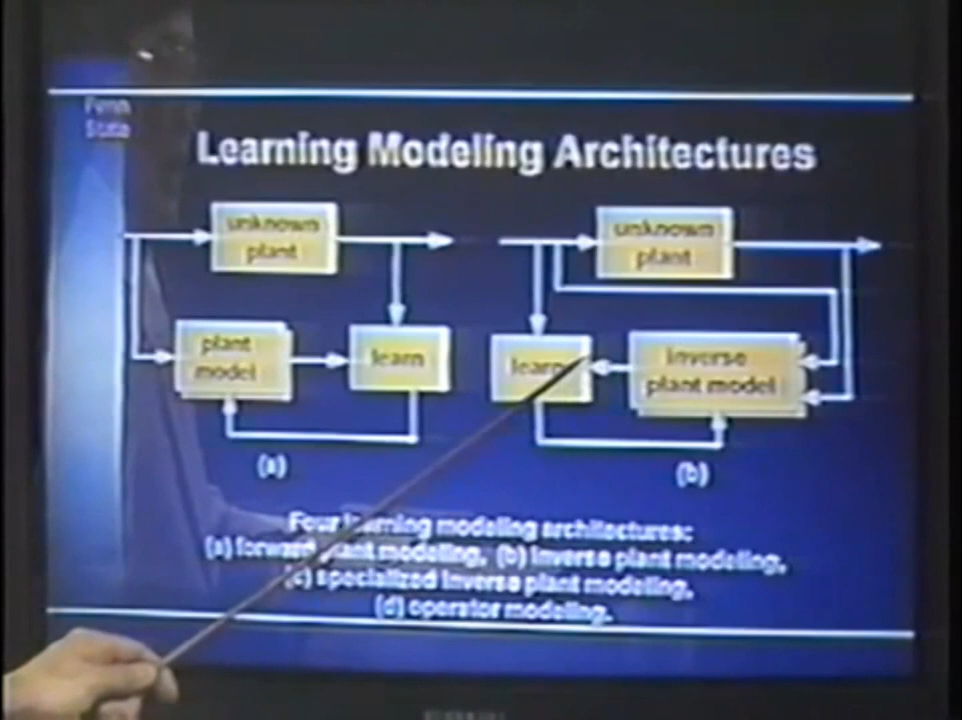 Penn
State
Learning Modeling Architectures
unknown
plant
unknown
plant
plant
model
learn
learn
inverse
plant model
(a)
(b)
Four learning modeling architectures:
(a) forward plant modeling, (b) inverse plant modeling,
(c) specialized inverse plant modeling,
(d) operator modeling.